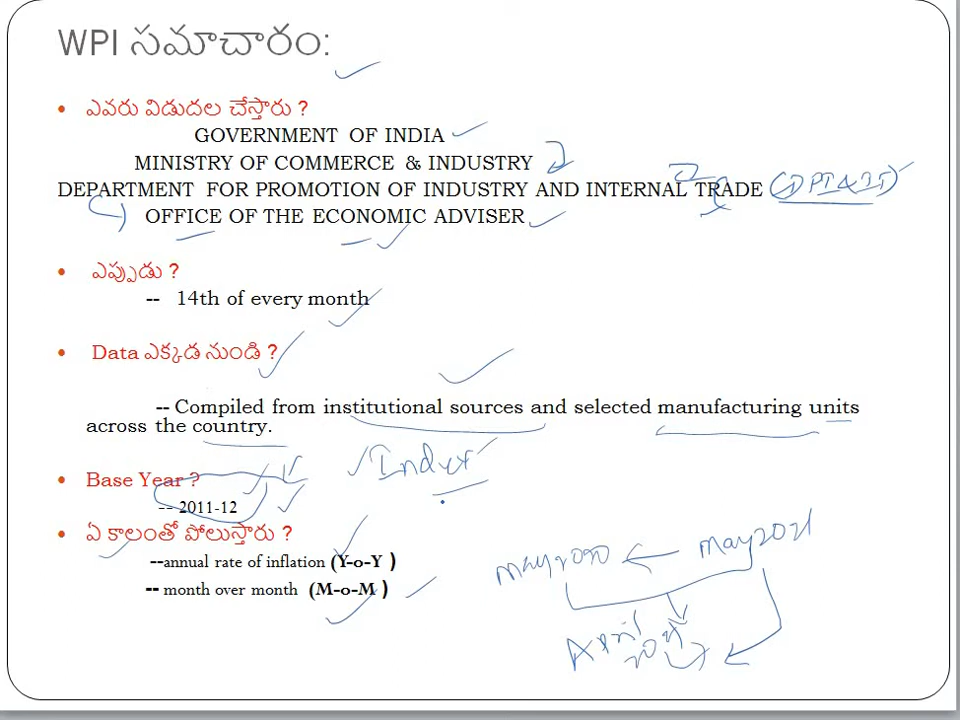 WPI సమాచారం:
• ఎవరు విడుదల చేస్తారు ?
GOVERNMENT OF INDIA
MINISTRY OF COMMERCE & INDUSTRY
DEPARTMENT FOR PROMOTION OF INDUSTRY AND INTERNAL TRADE
OFFICE OF THE ECONOMIC ADVISER
• ఎప్పుడు ?
-- 14th of every month
• Data ఎక్కడ నుండి ?
-- Compiled from institutional sources and selected manufacturing units
across the country.
Index
• Base Year ?
-- 2011-12
• ఏ కాలంతో పోలుస్తారు ?
--annual rate of inflation (Y-o-Y )
-- month over month (M-o-M )
may 2020 ← may 2021
April